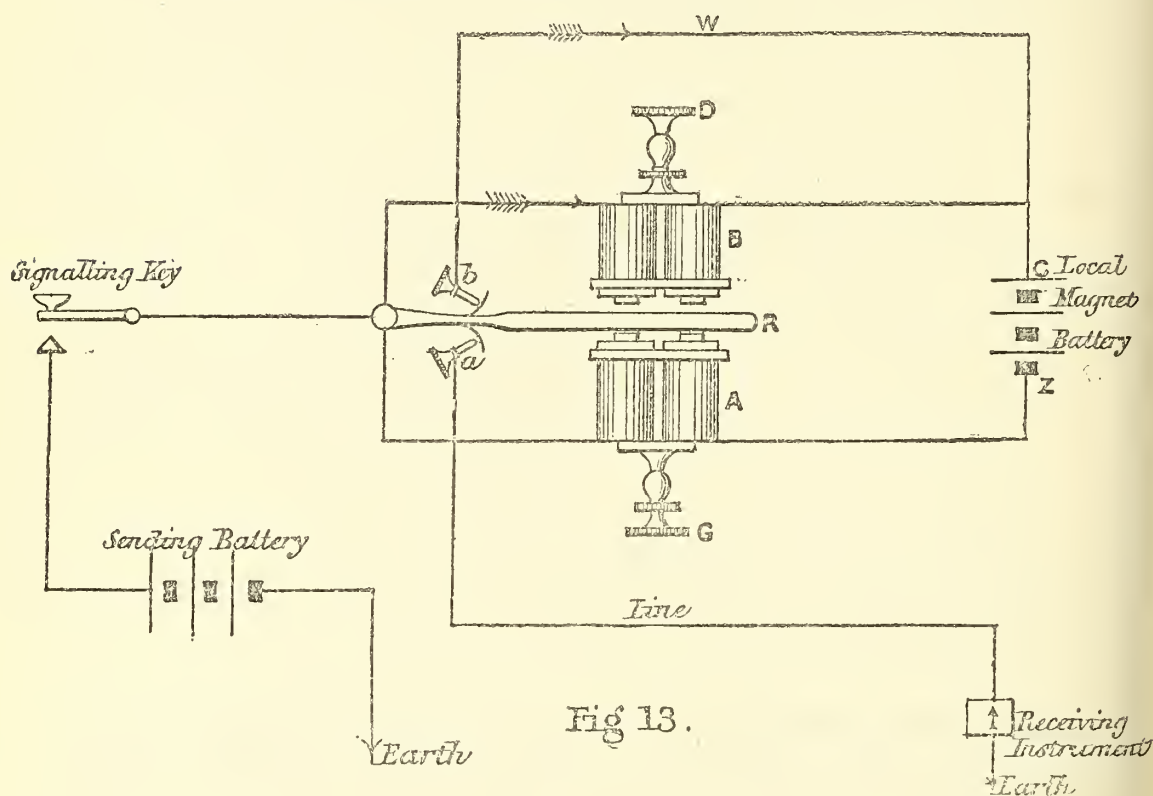 W
D
B
Signalling Key
b
C Local
Magnet
Battery
R
a
Z
A
Sending Battery
G
Line
Fig 13.
Receiving
Instrument
Earth
Earth